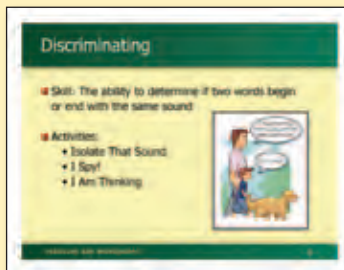 Discriminating
Skill: The ability to determine if two words begin
or end with the same sound
Activities:
• Isolate That Sound
• I Spy!
• I Am Thinking